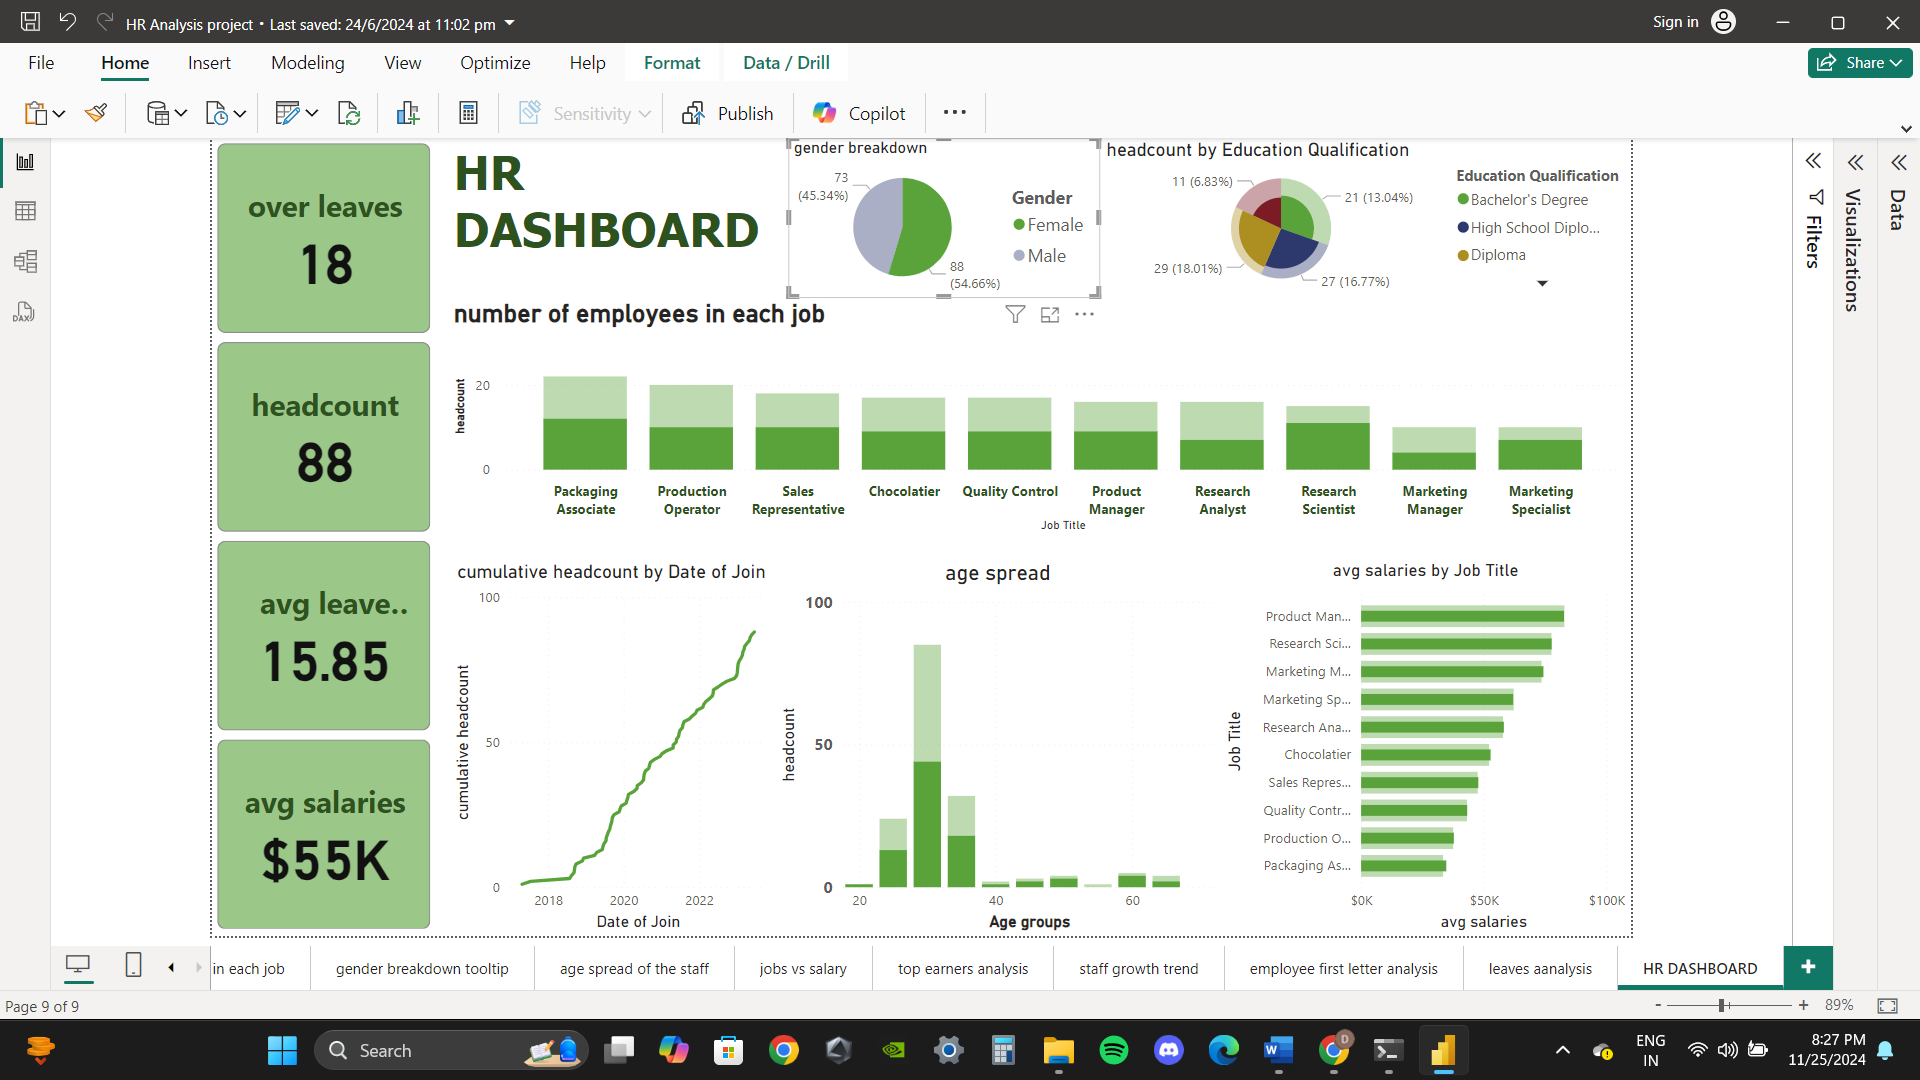 HR Analysis project • Last saved: 24/6/2024 at 11:02 pm
Sign in
File
Home
Insert
Modeling
View
Optimize
Help
Format
Data / Drill
Share
Sensitivity
Publish
Copilot
over leaves
18
headcount
88
avg leave..
15.85
avg salaries
$55K
HR
DASHBOARD
gender breakdown
73
(45.34%)
88
(54.66%)
Gender
Female
Male
headcount by Education Qualification
11 (6.83%)
21 (13.04%)
29 (18.01%)
27 (16.77%)
Education Qualification
Bachelor's Degree
High School Diplo...
Diploma
Filters
Visualizations
Data
DAX
number of employees in each job
headcount
20
0
Packaging
Associate
Production
Operator
Sales
Representative
Chocolatier
Quality Control
Product
Manager
Research
Analyst
Research
Scientist
Marketing
Manager
Marketing
Specialist
Job Title
cumulative headcount by Date of Join
cumulative headcount
100
50
0
2018
2020
2022
Date of Join
age spread
headcount
100
50
0
20
40
60
Age groups
avg salaries by Job Title
Job Title
Product Man...
Research Sci...
Marketing M...
Marketing Sp...
Research Ana...
Chocolatier
Sales Repres...
Quality Contr...
Production O...
Packaging As...
$0K
$50K
$100K
avg salaries
in each job
gender breakdown tooltip
age spread of the staff
jobs vs salary
top earners analysis
staff growth trend
employee first letter analysis
leaves aanalysis
HR DASHBOARD
Page 9 of 9
- + 89%
Search
D
ENG
IN
8:27 PM
11/25/2024